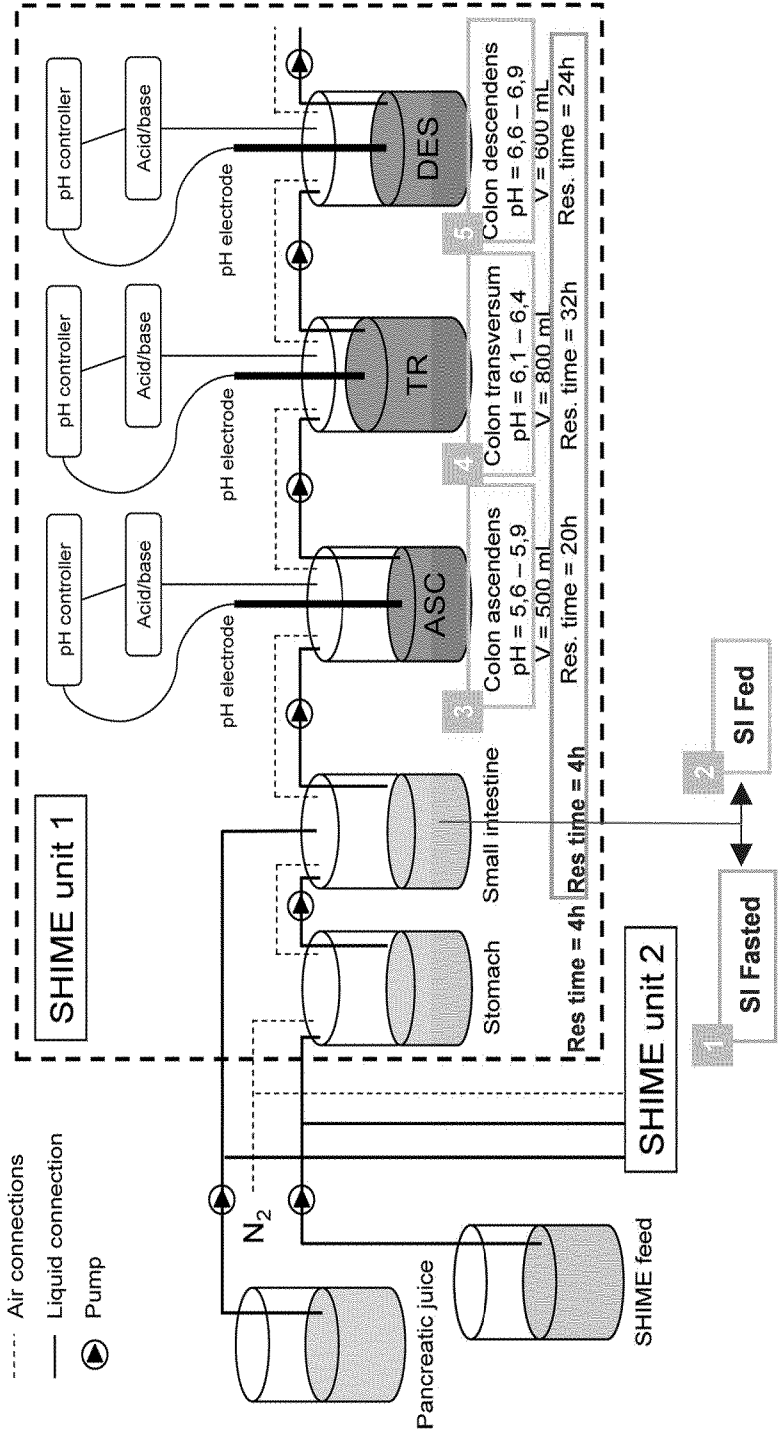 Air connections
Liquid connection
Pump
SHIME unit 1
pH controller
Acid/base
pH electrode
pH controller
Acid/base
pH electrode
pH controller
Acid/base
pH electrode
N2
Pancreatic juice
SHIME feed
Stomach
Small intestine
ASC
TR
DES
Res time = 4h
Res time = 4h
3
Colon ascendens
pH = 5,6 – 5,9
V = 500 mL
Res. time = 20h
4
Colon transversum
pH = 6,1 – 6,4
V = 800 mL
Res. time = 32h
5
Colon descendens
pH = 6,6 – 6,9
V = 600 mL
Res. time = 24h
SHIME unit 2
1
SI Fasted
2
SI Fed